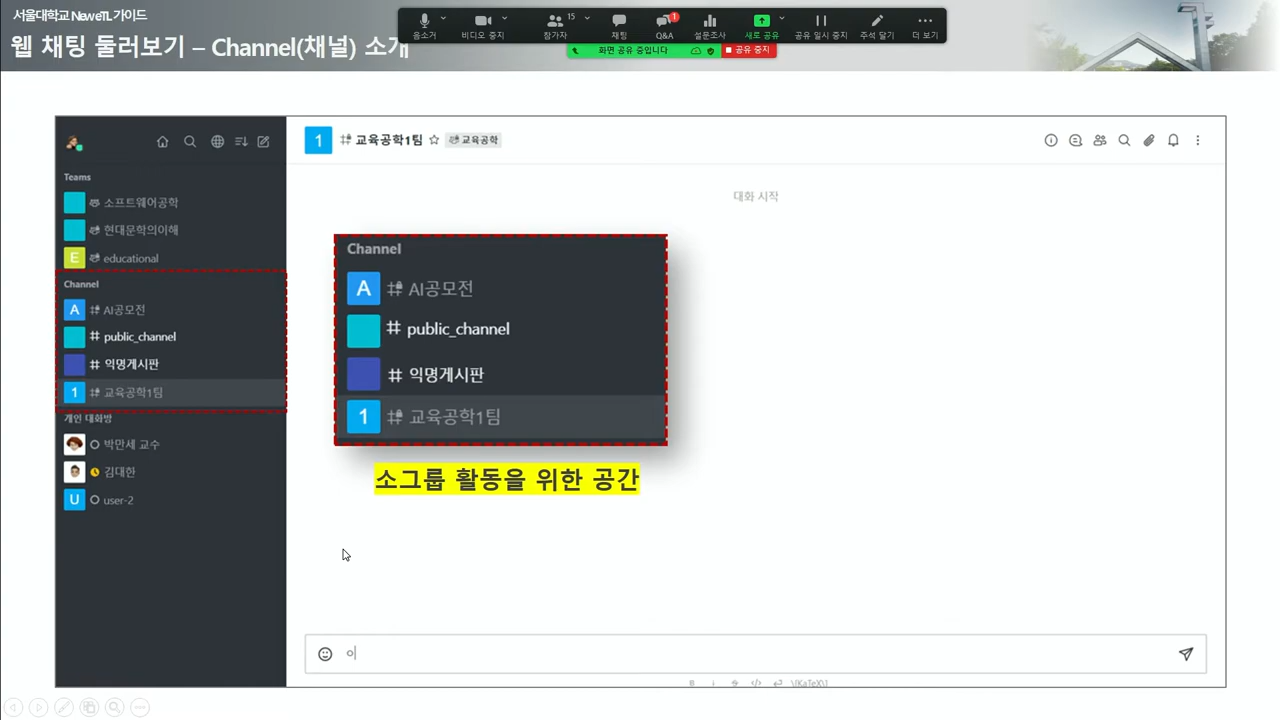 서울대학교 New eTL 가이드
웹 채팅 둘러보기 – Channel(채널) 소개
음소거
비디오 중지
15
참가자
채팅
1
Q&A
설문조사
새로 공유
공유 일시 중지
주석 달기
더 보기
화면 공유 중입니다
공유 중지
Teams
소프트웨어공학
현대문학의이해
E educational
Channel
A # AI공모전
# public_channel
# 익명게시판
1 # 교육공학1팀
개인 대화방
박만세 교수
김대한
U user-2
1 # 교육공학1팀 교육공학
대화 시작
Channel
A # AI공모전
# public_channel
# 익명게시판
1 # 교육공학1팀
소그룹 활동을 위한 공간
이
B i S </> \[KaTeX\]